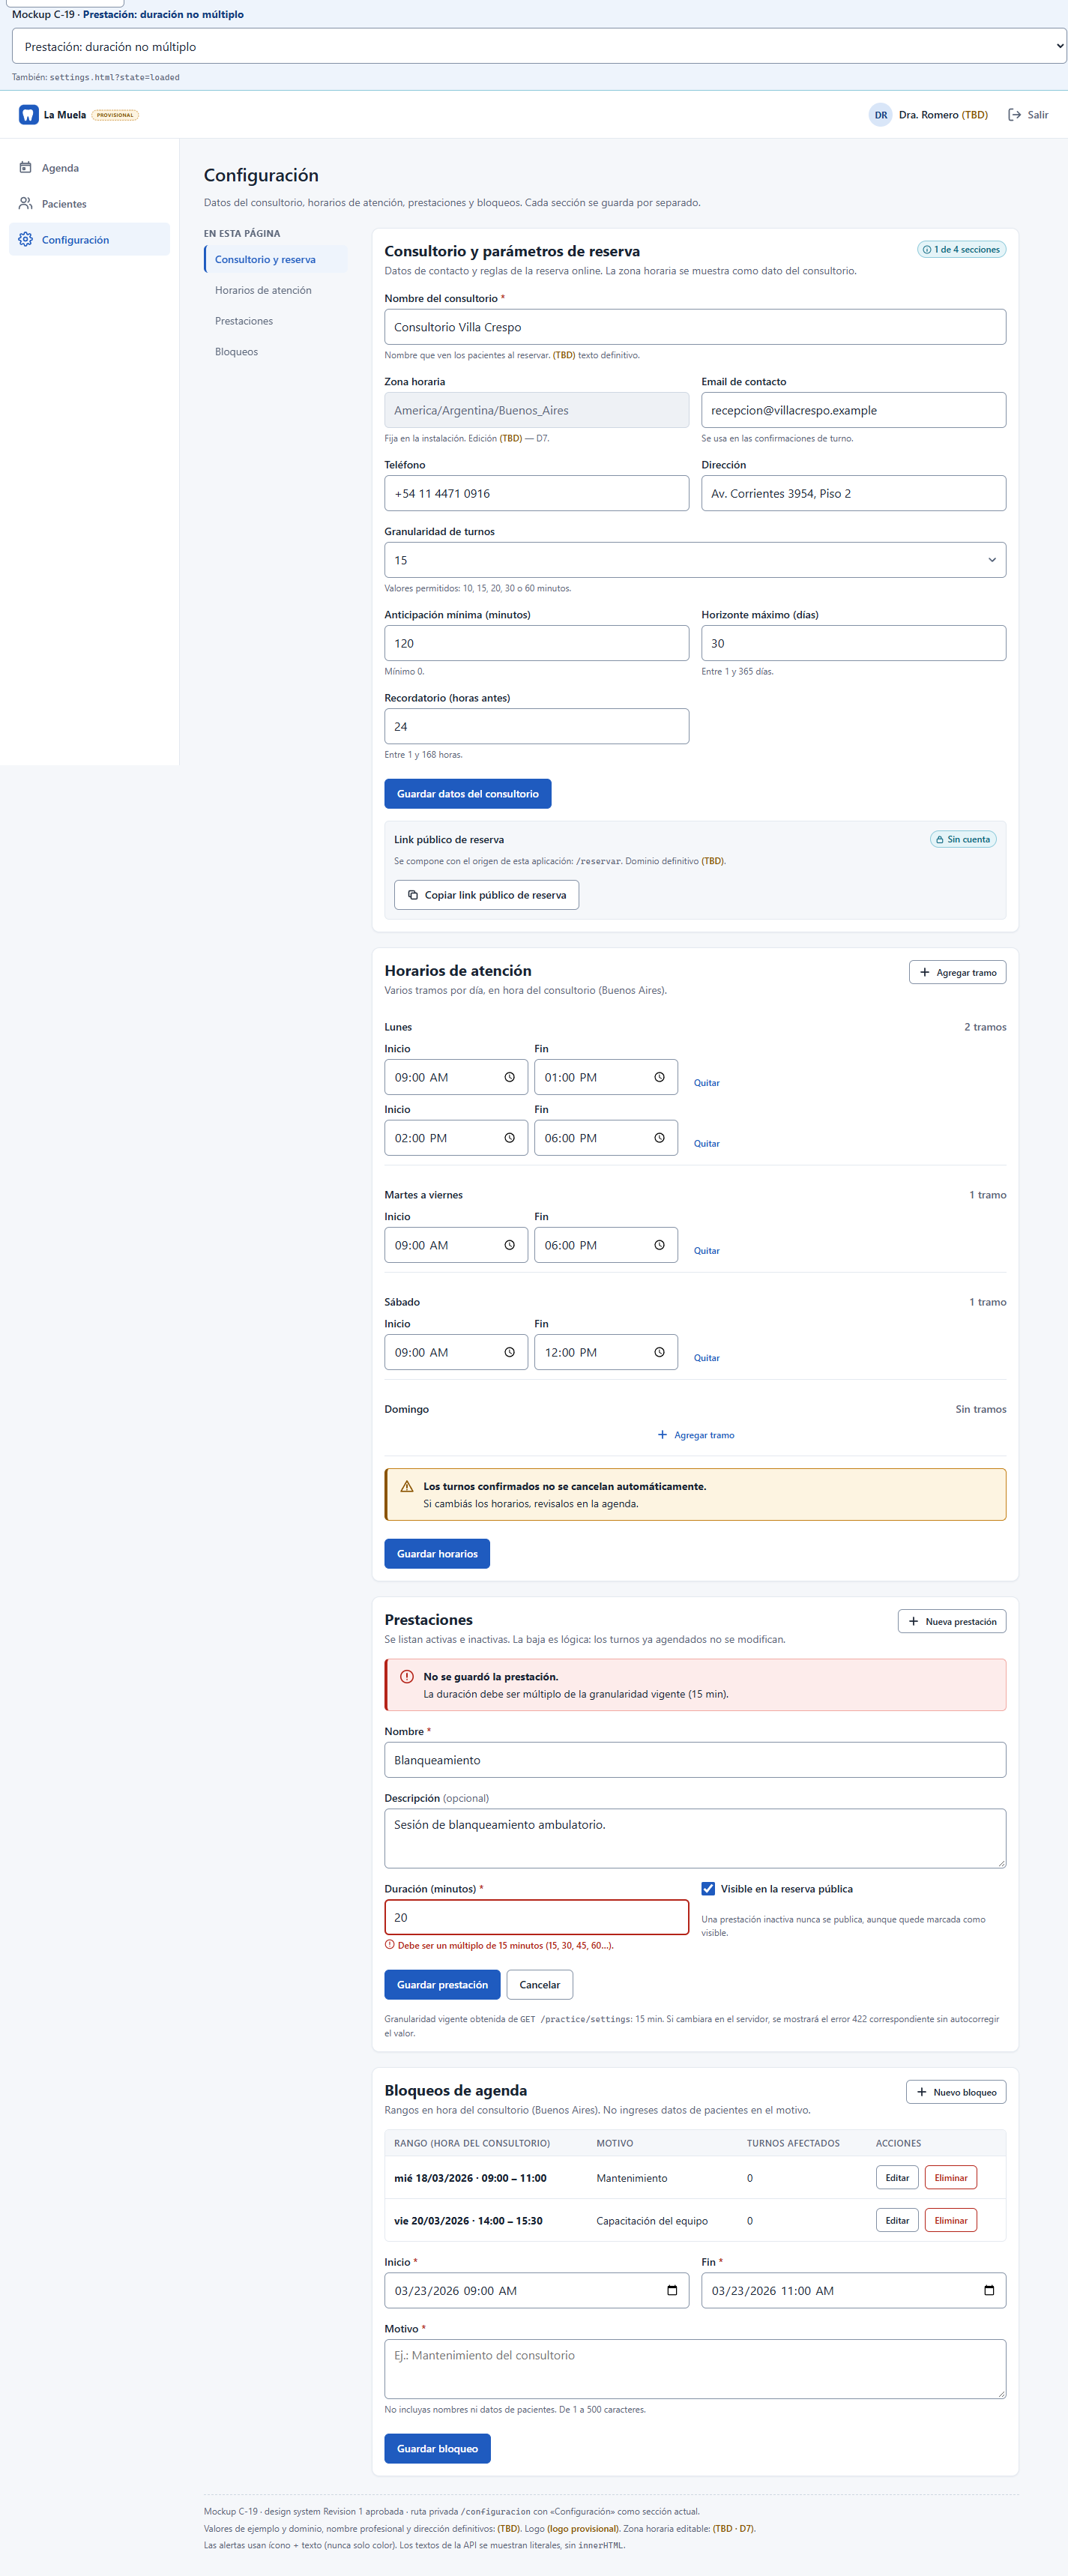 Mockup C-19 · Prestación: duración no múltiplo
Prestación: duración no múltiplo
También: settings.html?state=loaded
La Muela PROVISIONAL
DR Dra. Romero (TBD) Salir
Agenda
Pacientes
Configuración
Configuración
Datos del consultorio, horarios de atención, prestaciones y bloqueos. Cada sección se guarda por separado.
EN ESTA PÁGINA
Consultorio y reserva
Horarios de atención
Prestaciones
Bloqueos
Consultorio y parámetros de reserva
1 de 4 secciones
Datos de contacto y reglas de la reserva online. La zona horaria se muestra como dato del consultorio.
Nombre del consultorio *
Consultorio Villa Crespo
Nombre que ven los pacientes al reservar. (TBD) texto definitivo.
Zona horaria
America/Argentina/Buenos_Aires
Fija en la instalación. Edición (TBD) — D7.
Email de contacto
recepcion@villacrespo.example
Se usa en las confirmaciones de turno.
Teléfono
+54 11 4471 0916
Dirección
Av. Corrientes 3954, Piso 2
Granularidad de turnos
15
Valores permitidos: 10, 15, 20, 30 o 60 minutos.
Anticipación mínima (minutos)
120
Mínimo 0.
Horizonte máximo (días)
30
Entre 1 y 365 días.
Recordatorio (horas antes)
24
Entre 1 y 168 horas.
Guardar datos del consultorio
Link público de reserva
Sin cuenta
Se compone con el origen de esta aplicación: /reservar. Dominio definitivo (TBD).
Copiar link público de reserva
Horarios de atención
Agregar tramo
Varios tramos por día, en hora del consultorio (Buenos Aires).
Lunes 2 tramos
Inicio Fin
09:00 AM 01:00 PM Quitar
Inicio Fin
02:00 PM 06:00 PM Quitar
Martes a viernes 1 tramo
Inicio Fin
09:00 AM 06:00 PM Quitar
Sábado 1 tramo
Inicio Fin
09:00 AM 12:00 PM Quitar
Domingo Sin tramos
Agregar tramo
Los turnos confirmados no se cancelan automáticamente.
Si cambiás los horarios, revisalos en la agenda.
Guardar horarios
Prestaciones
Nueva prestación
Se listan activas e inactivas. La baja es lógica: los turnos ya agendados no se modifican.
No se guardó la prestación.
La duración debe ser múltiplo de la granularidad vigente (15 min).
Nombre *
Blanqueamiento
Descripción (opcional)
Sesión de blanqueamiento ambulatorio.
Duración (minutos) *
20
Debe ser un múltiplo de 15 minutos (15, 30, 45, 60...).
Visible en la reserva pública
Una prestación inactiva nunca se publica, aunque quede marcada como
visible.
Guardar prestación Cancelar
Granularidad vigente obtenida de GET /practice/settings: 15 min. Si cambiara en el servidor, se mostrará el error 422 correspondiente sin autocorregir
el valor.
Bloqueos de agenda
Nuevo bloqueo
Rangos en hora del consultorio (Buenos Aires). No ingreses datos de pacientes en el motivo.
RANGO (HORA DEL CONSULTORIO) MOTIVO TURNOS AFECTADOS ACCIONES
mié 18/03/2026 · 09:00 – 11:00 Mantenimiento 0 Editar Eliminar
vie 20/03/2026 · 14:00 – 15:30 Capacitación del equipo 0 Editar Eliminar
Inicio * Fin *
03/23/2026 09:00 AM 03/23/2026 11:00 AM
Motivo *
Ej.: Mantenimiento del consultorio
No incluyas nombres ni datos de pacientes. De 1 a 500 caracteres.
Guardar bloqueo
Mockup C-19 · design system Revision 1 aprobada · ruta privada /configuracion con «Configuración» como sección actual.
Valores de ejemplo y dominio, nombre profesional y dirección definitivos: (TBD). Logo (logo provisional). Zona horaria editable: (TBD · D7).
Las alertas usan ícono + texto (nunca solo color). Los textos de la API se muestran literales, sin innerHTML.